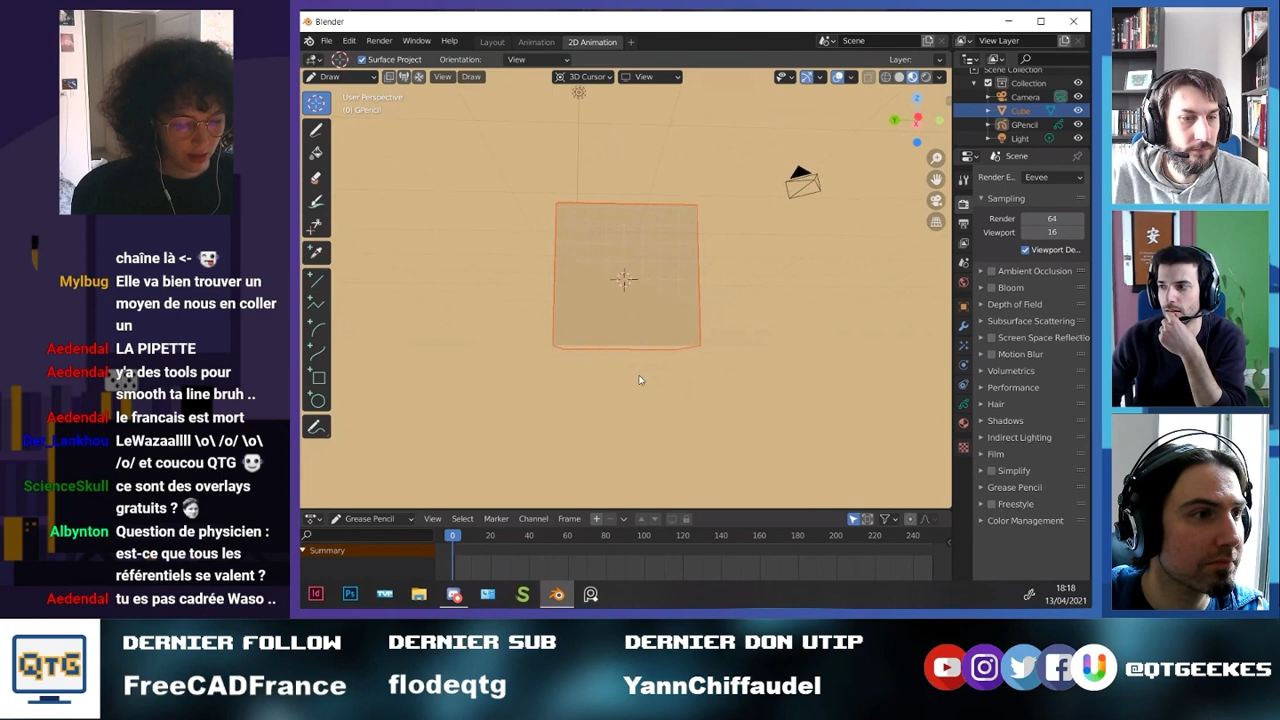 Blender
File Edit Render Window Help Layout Animation 2D Animation + Scene View Layer
Surface Project Orientation: View Layer:
Draw View Draw 3D Cursor View
User Perspective
(0) GPencil
Scene Collection
Collection
Camera
Cube
GPencil
Light
Scene
Render E... Eevee
Sampling
Render 64
Viewport 16
Viewport De...
Ambient Occlusion
Bloom
Depth of Field
Subsurface Scattering
Screen Space Reflectio
Motion Blur
Volumetrics
Performance
Hair
Shadows
Indirect Lighting
Film
Simplify
Grease Pencil
Freestyle
Color Management
Grease Pencil View Select Marker Channel Frame
0 20 40 60 80 100 120 140 160 180 200 220 240
Summary
18:18
13/04/2021
chaîne là <-
Mylbug Elle va bien trouver un
moyen de nous en coller
un
Aedendal LA PIPETTE
Aedendal y'a des tools pour
smooth ta line bruh ..
Aedendal le francais est mort
Der_Lankhou LeWazaallll \o\ /o/ \o\
/o/ et coucou QTG
ScienceSkull ce sont des overlays
gratuits ?
Albynton Question de physicien :
est-ce que tous les
référentiels se valent ?
Aedendal tu es pas cadrée Waso ..
QTG
DERNIER FOLLOW DERNIER SUB DERNIER DON UTIP
FreeCADFrance flodeqtg YannChiffaudel
@QTGEEKES